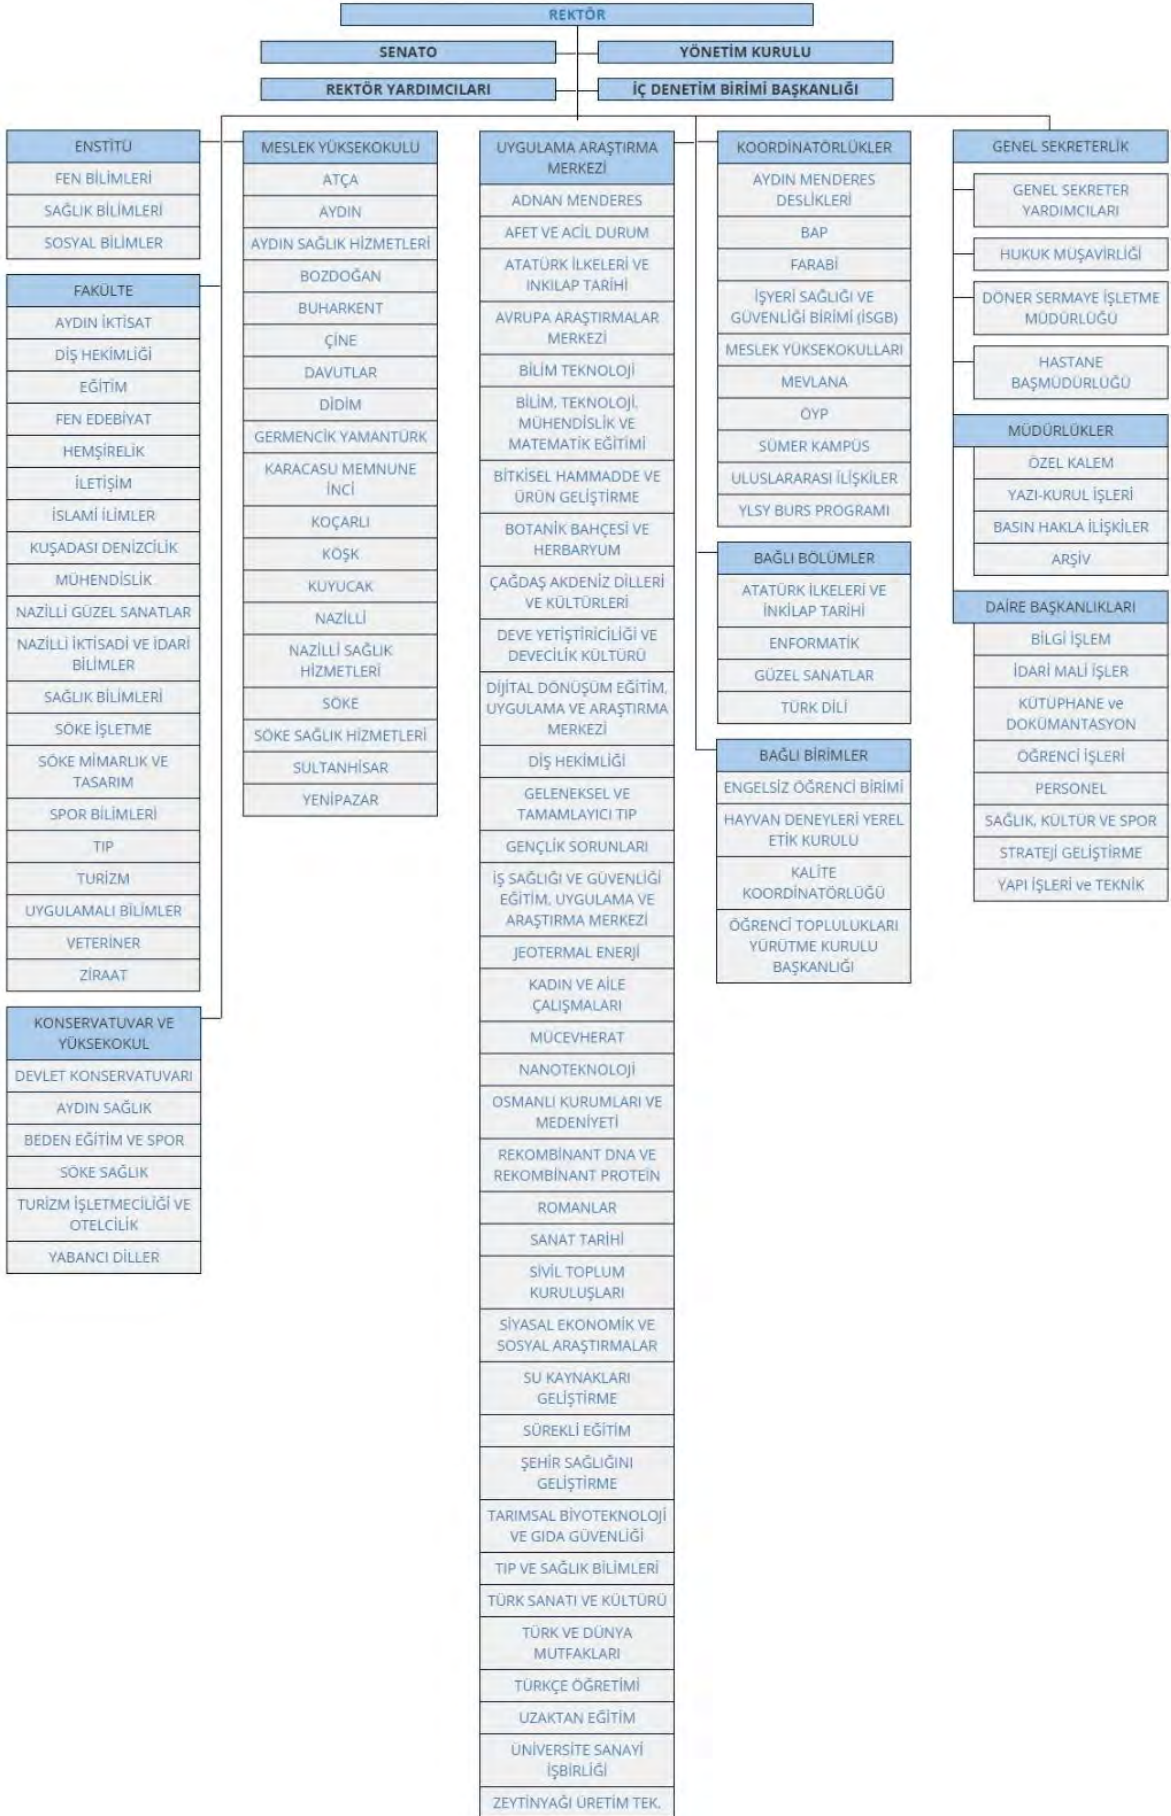 REKTÖR
SENATO
YÖNETİM KURULU
REKTÖR YARDIMCILARI
İÇ DENETİM BİRİMİ BAŞKANLIĞI
ENSTİTÜ
FEN BİLİMLERİ
SAĞLIK BİLİMLERİ
SOSYAL BİLİMLER
FAKÜLTE
AYDIN İKTİSAT
DİŞ HEKİMLİĞİ
EĞİTİM
FEN EDEBİYAT
HEMŞİRELİK
İLETİŞİM
İSLAMİ İLİMLER
KUŞADASI DENİZCİLİK
MÜHENDİSLİK
NAZİLLİ GÜZEL SANATLAR
NAZİLLİ İKTİSADİ VE İDARİ
BİLİMLER
SAĞLIK BİLİMLERİ
SÖKE İŞLETME
SÖKE MİMARLIK VE
TASARIM
SPOR BİLİMLERİ
TIP
TURİZM
UYGULAMALI BİLİMLER
VETERİNER
ZİRAAT
KONSERVATUVAR VE
YÜKSEKOKUL
DEVLET KONSERVATUVARI
AYDIN SAĞLIK
BEDEN EĞİTİM VE SPOR
SÖKE SAĞLIK
TURİZM İŞLETMECİLİĞİ VE
OTELCİLİK
YABANCI DİLLER
MESLEK YÜKSEKOKULU
ATÇA
AYDIN
AYDIN SAĞLIK HİZMETLERİ
BOZDOĞAN
BUHARKENT
ÇİNE
DAVUTLAR
DİDİM
GERMENCİK YAMANTÜRK
KARACASU MEMNUNE
İNCİ
KOÇARLI
KÖŞK
KUYUCAK
NAZİLLİ
NAZİLLİ SAĞLIK
HİZMETLERİ
SÖKE
SÖKE SAĞLIK HİZMETLERİ
SULTANHİSAR
YENİPAZAR
UYGULAMA ARAŞTIRMA
MERKEZİ
ADNAN MENDERES
AFET VE ACİL DURUM
ATATÜRK İLKELERİ VE
INKILAP TARİHİ
AVRUPA ARAŞTIRMALAR
MERKEZİ
BİLİM TEKNOLOJİ
BİLİM, TEKNOLOJİ,
MÜHENDİSLİK VE
MATEMATİK EĞİTİMİ
BİTKİSEL HAMMADDE VE
ÜRÜN GELİŞTİRME
BOTANİK BAHÇESİ VE
HERBARYUM
ÇAĞDAŞ AKDENİZ DİLLERİ
VE KÜLTÜRLERİ
DEVE YETİŞTİRİCİLİĞİ VE
DEVECİLİK KÜLTÜRÜ
DİJİTAL DÖNÜŞÜM EĞİTİM,
UYGULAMA VE ARAŞTIRMA
MERKEZİ
DİŞ HEKİMLİĞİ
GELENEKSEL VE
TAMAMLAYICI TIP
GENÇLİK SORUNLARI
İŞ SAĞLIĞI VE GÜVENLİĞİ
EĞİTİM, UYGULAMA VE
ARAŞTIRMA MERKEZİ
JEOTERMAL ENERJİ
KADIN VE AİLE
ÇALIŞMALARI
MÜCEVHERAT
NANOTEKNOLOJİ
OSMANLI KURUMLARI VE
MEDENİYETİ
REKOMBİNANT DNA VE
REKOMBİNANT PROTEİN
ROMANLAR
SANAT TARİHİ
SİVİL TOPLUM
KURULUŞLARI
SİYASAL EKONOMİK VE
SOSYAL ARAŞTIRMALAR
SU KAYNAKLARI
GELİŞTİRME
SÜREKLİ EĞİTİM
ŞEHİR SAĞLIĞINI
GELİŞTİRME
TARIMSAL BİYOTEKNOLOJİ
VE GIDA GÜVENLİĞİ
TIP VE SAĞLIK BİLİMLERİ
TÜRK SANATI VE KÜLTÜRÜ
TÜRK VE DÜNYA
MUTFAKLARI
TÜRKÇE ÖĞRETİMİ
UZAKTAN EĞİTİM
ÜNİVERSİTE SANAYİ
İŞBİRLİĞİ
ZEYTİNYAĞI ÜRETİM TEK.
KOORDİNATÖRLÜKLER
AYDIN MENDERES
DESLİKLERİ
BAP
FARABİ
İŞYERİ SAĞLIĞI VE
GÜVENLİĞİ BİRİMİ (İSGB)
MESLEK YÜKSEKOKULLARI
MEVLANA
ÖYP
SÜMER KAMPÜS
ULUSLARARASI İLİŞKİLER
YLSY BURS PROGRAMI
BAĞLI BÖLÜMLER
ATATÜRK İLKELERİ VE
İNKİLAP TARİHİ
ENFORMATİK
GÜZEL SANATLAR
TÜRK DİLİ
BAĞLI BİRİMLER
ENGELSİZ ÖĞRENCİ BİRİMİ
HAYVAN DENEYLERİ YEREL
ETİK KURULU
KALİTE
KOORDİNATÖRLÜĞÜ
ÖĞRENCİ TOPLULUKLARI
YÜRÜTME KURULU
BAŞKANLIĞI
GENEL SEKRETERLİK
GENEL SEKRETER
YARDIMCILARI
HUKUK MÜŞAVİRLİĞİ
DÖNER SERMAYE İŞLETME
MÜDÜRLÜĞÜ
HASTANE
BAŞMÜDÜRLÜĞÜ
MÜDÜRLÜKLER
ÖZEL KALEM
YAZI-KURUL İŞLERİ
BASIN HAKLA İLİŞKİLER
ARŞİV
DAİRE BAŞKANLIKLARI
BİLGİ İŞLEM
İDARİ MALİ İŞLER
KÜTÜPHANE ve
DOKÜMANTASYON
ÖĞRENCİ İŞLERİ
PERSONEL
SAĞLIK, KÜLTÜR VE SPOR
STRATEJİ GELİŞTİRME
YAPI İŞLERİ ve TEKNİK